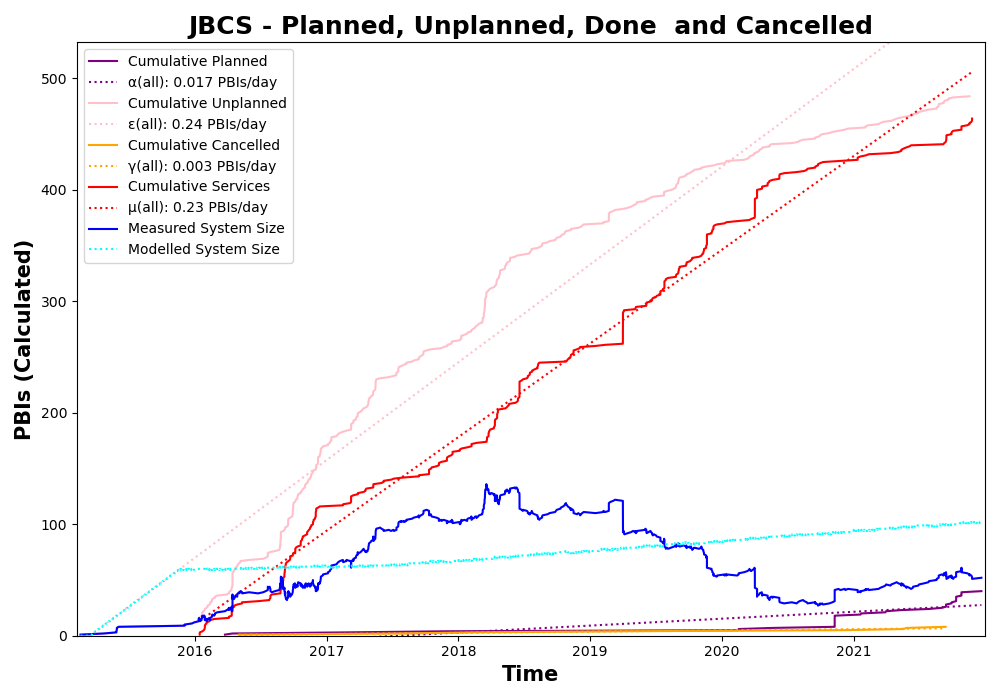 JBCS - Planned, Unplanned, Done  and Cancelled
PBIs (Calculated)
500
400
300
200
100
0
Cumulative Planned
α(all): 0.017 PBIs/day
Cumulative Unplanned
ε(all): 0.24 PBIs/day
Cumulative Cancelled
γ(all): 0.003 PBIs/day
Cumulative Services
μ(all): 0.23 PBIs/day
Measured System Size
Modelled System Size
2016 2017 2018 2019 2020 2021
Time